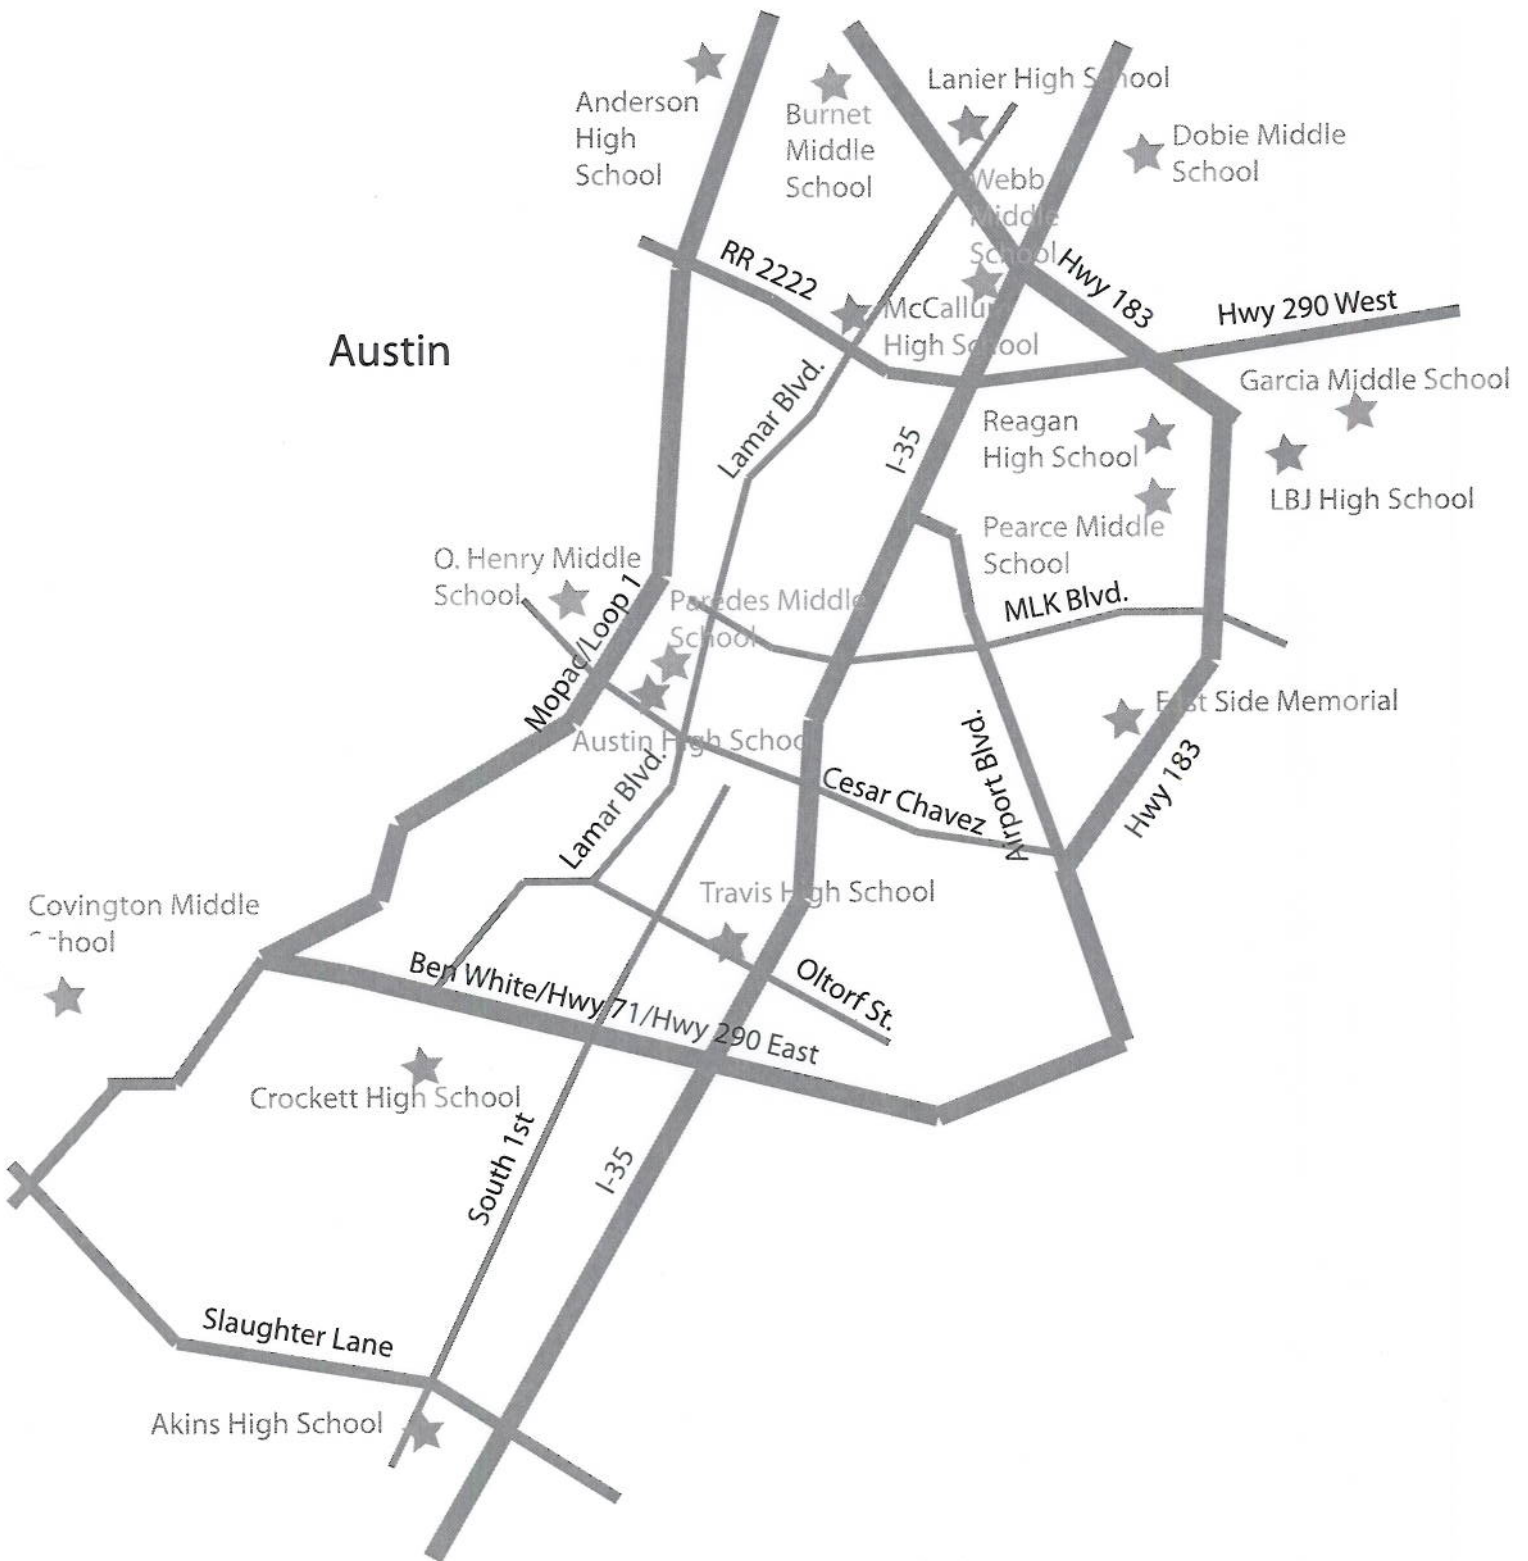 Lanier High School
Anderson
High
School
Burnet
Middle
School
Dobie Middle
School
Webb
Middle
School
RR 2222
Hwy 183
Hwy 290 West
McCallum
High School
Austin
Lamar Blvd.
Garcia Middle School
I-35
Reagan
High School
LBJ High School
Pearce Middle
School
O. Henry Middle
School
Mopac/Loop 1
Paredes Middle
School
MLK Blvd.
East Side Memorial
Austin High School
Airport Blvd.
Hwy 183
Lamar Blvd.
Cesar Chavez
Travis High School
Covington Middle
School
Ben White/Hwy 71/Hwy 290 East
Oltorf St.
Crockett High School
South 1st
I-35
Slaughter Lane
Akins High School